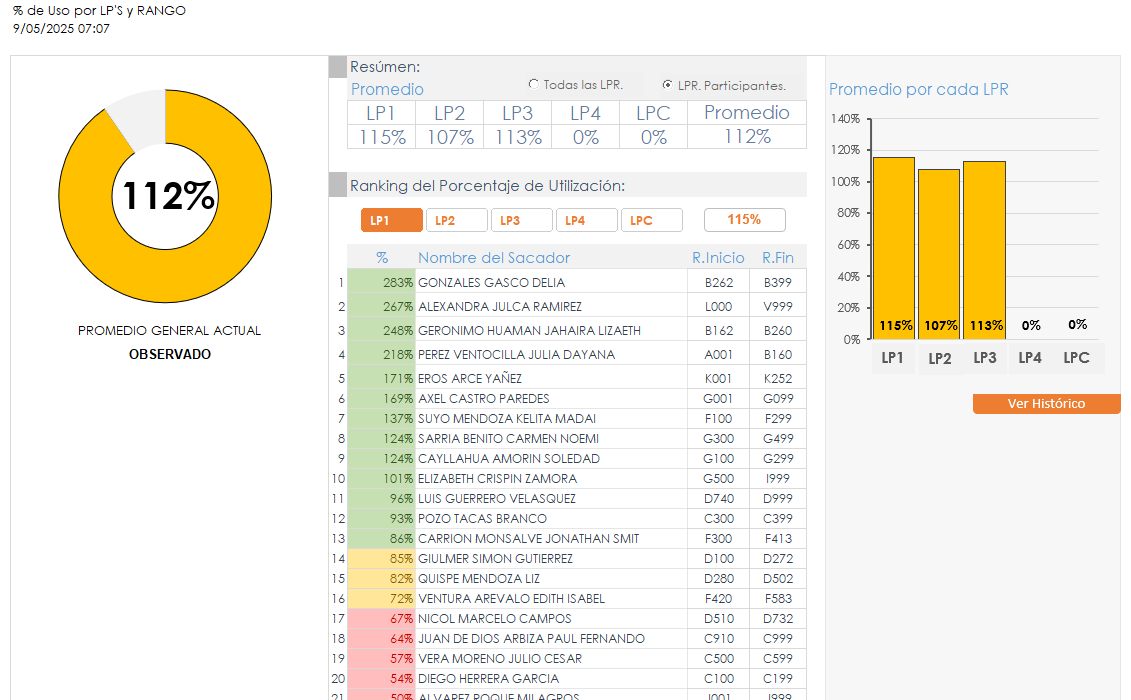 % de Uso por LP'S y RANGO
9/05/2025 07:07
112%
PROMEDIO GENERAL ACTUAL
OBSERVADO
Resúmen:
Promedio
Todas las LPR.
LPR. Participantes.
LP1 LP2 LP3 LP4 LPC Promedio
115% 107% 113% 0% 0% 112%
Ranking del Porcentaje de Utilización:
LP1 LP2 LP3 LP4 LPC 115%
% Nombre del Sacador R.Inicio R.Fin
1 283% GONZALES GASCO DELIA B262 B399
2 267% ALEXANDRA JULCA RAMIREZ L000 V999
3 248% GERONIMO HUAMAN JAHAIRA LIZAETH B162 B260
4 218% PEREZ VENTOCILLA JULIA DAYANA A001 B160
5 171% EROS ARCE YAÑEZ K001 K252
6 169% AXEL CASTRO PAREDES G001 G099
7 137% SUYO MENDOZA KELITA MADAI F100 F299
8 124% SARRIA BENITO CARMEN NOEMI G300 G499
9 124% CAYLLAHUA AMORIN SOLEDAD G100 G299
10 101% ELIZABETH CRISPIN ZAMORA G500 I999
11 96% LUIS GUERRERO VELASQUEZ D740 D999
12 93% POZO TACAS BRANCO C300 C399
13 86% CARRION MONSALVE JONATHAN SMIT F300 F413
14 85% GIULMER SIMON GUTIERREZ D100 D272
15 82% QUISPE MENDOZA LIZ D280 D502
16 72% VENTURA AREVALO EDITH ISABEL F420 F583
17 67% NICOL MARCELO CAMPOS D510 D732
18 64% JUAN DE DIOS ARBIZA PAUL FERNANDO C910 C999
19 57% VERA MORENO JULIO CESAR C500 C599
20 54% DIEGO HERRERA GARCIA C100 C199
21 50% ALVAREZ ROQUE MILAGROS J001 J999
Promedio por cada LPR
140%
120%
100%
80%
60%
40%
20%
0%
115% 107% 113% 0% 0%
LP1 LP2 LP3 LP4 LPC
Ver Histórico